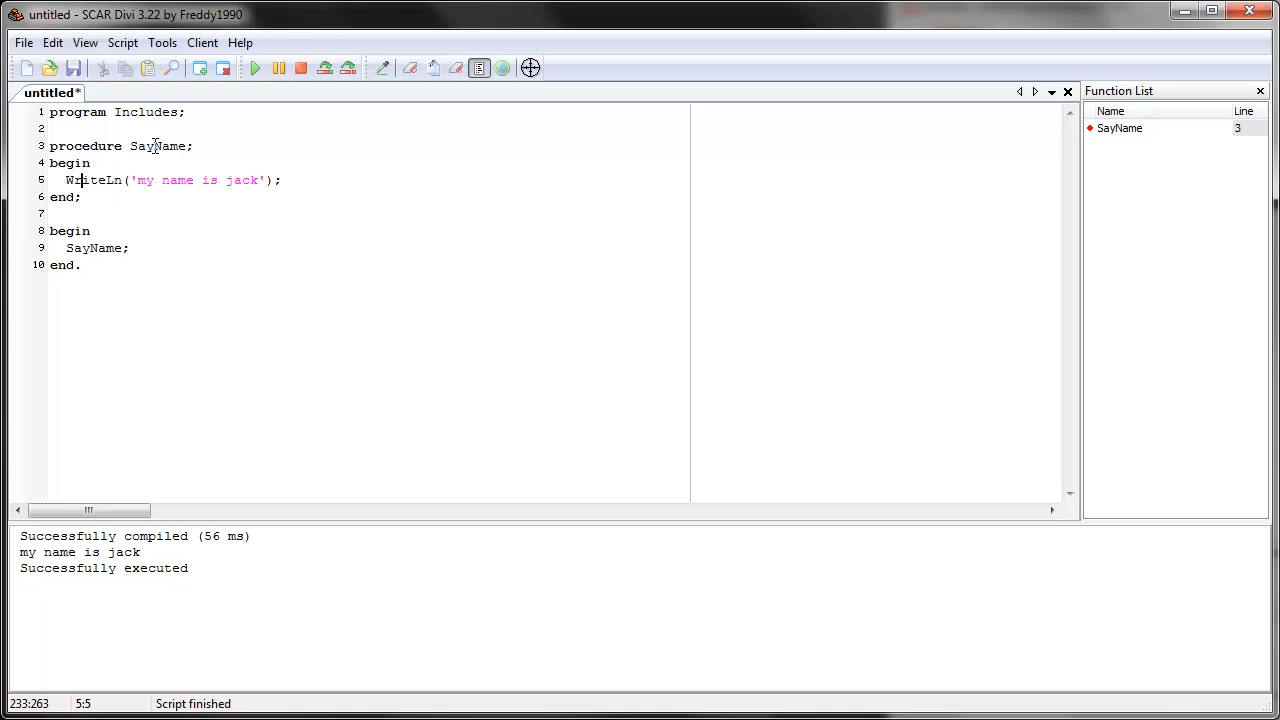 untitled - SCAR Divi 3.22 by Freddy1990
File Edit View Script Tools Client Help
untitled*
Function List
1 program Includes;
2
3 procedure SayName;
4 begin
5 WriteLn('my name is jack');
6 end;
7
8 begin
9 SayName;
10 end.
Name Line
SayName 3
Successfully compiled (56 ms)
my name is jack
Successfully executed
233:263 5:5 Script finished